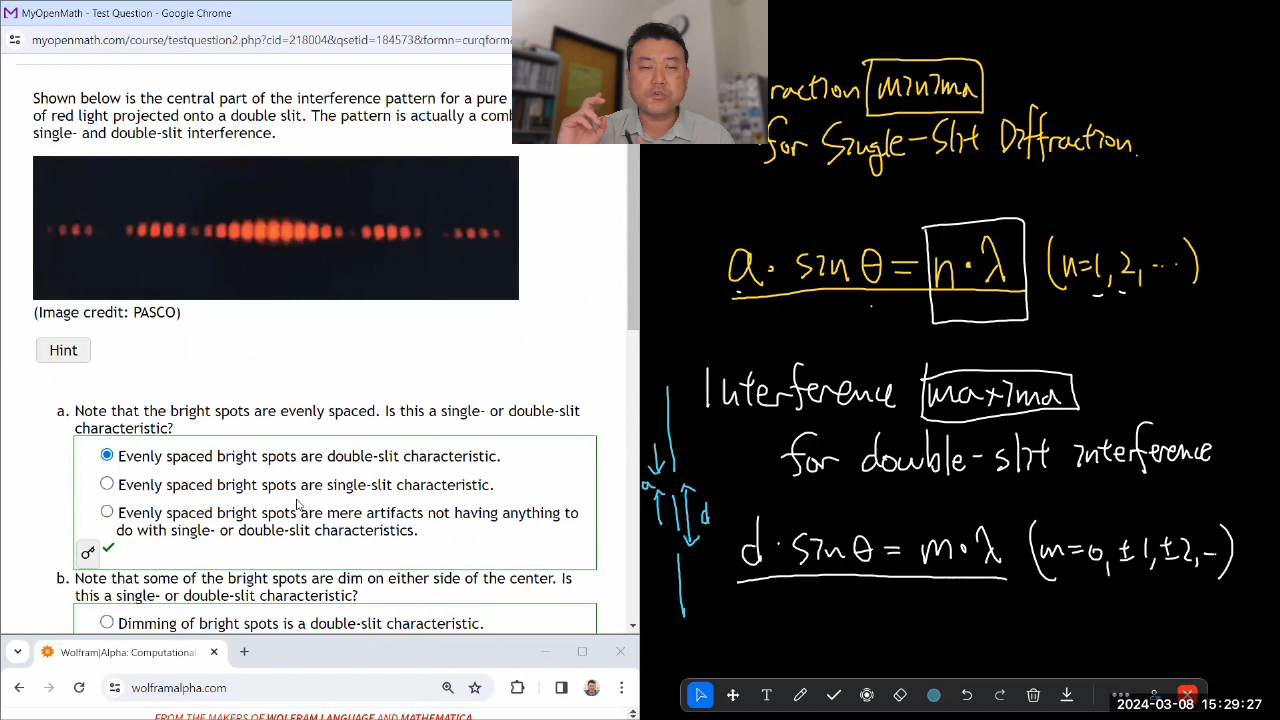 MyOpenMath - Test Question - Google Chrome
myopenmath.com/course/testquestion2.php?cid=218004&qsetid=184573&formn=curqform
Shown below is the central part of the interference pattern for a pure
of red light projected onto a double slit. The pattern is actually a com
single- and double-slit interference.
(Image credit: PASCO)
Hint
a. Note that the bright spots are evenly spaced. Is this a single- or double-slit
characteristic?
Evenly spaced bright spots are double-slit characteristic.
Evenly spaced bright spots are single-slit characteristic.
Evenly spaced bright spots are mere artifacts not having anything to
do with single- or double-slit characteristics.
b. Note that some of the bright spots are dim on either side of the center. Is
this a single- or double-slit characteristic?
Dimming of bright spots is a double-slit characteristic.
Wolfram|Alpha: Computational
wolframalpha.com
FROM THE MAKERS OF WOLFRAM LANGUAGE AND MATHEMATICA
raction minima
for Single-Slit Diffraction.
a · sin θ = n · λ (n=1, 2, ...)
Interference maxima
for double-slit interference
a
d
d · sin θ = m · λ (m=0, ±1, ±2, -)
T
2024-03-08 15:29:27